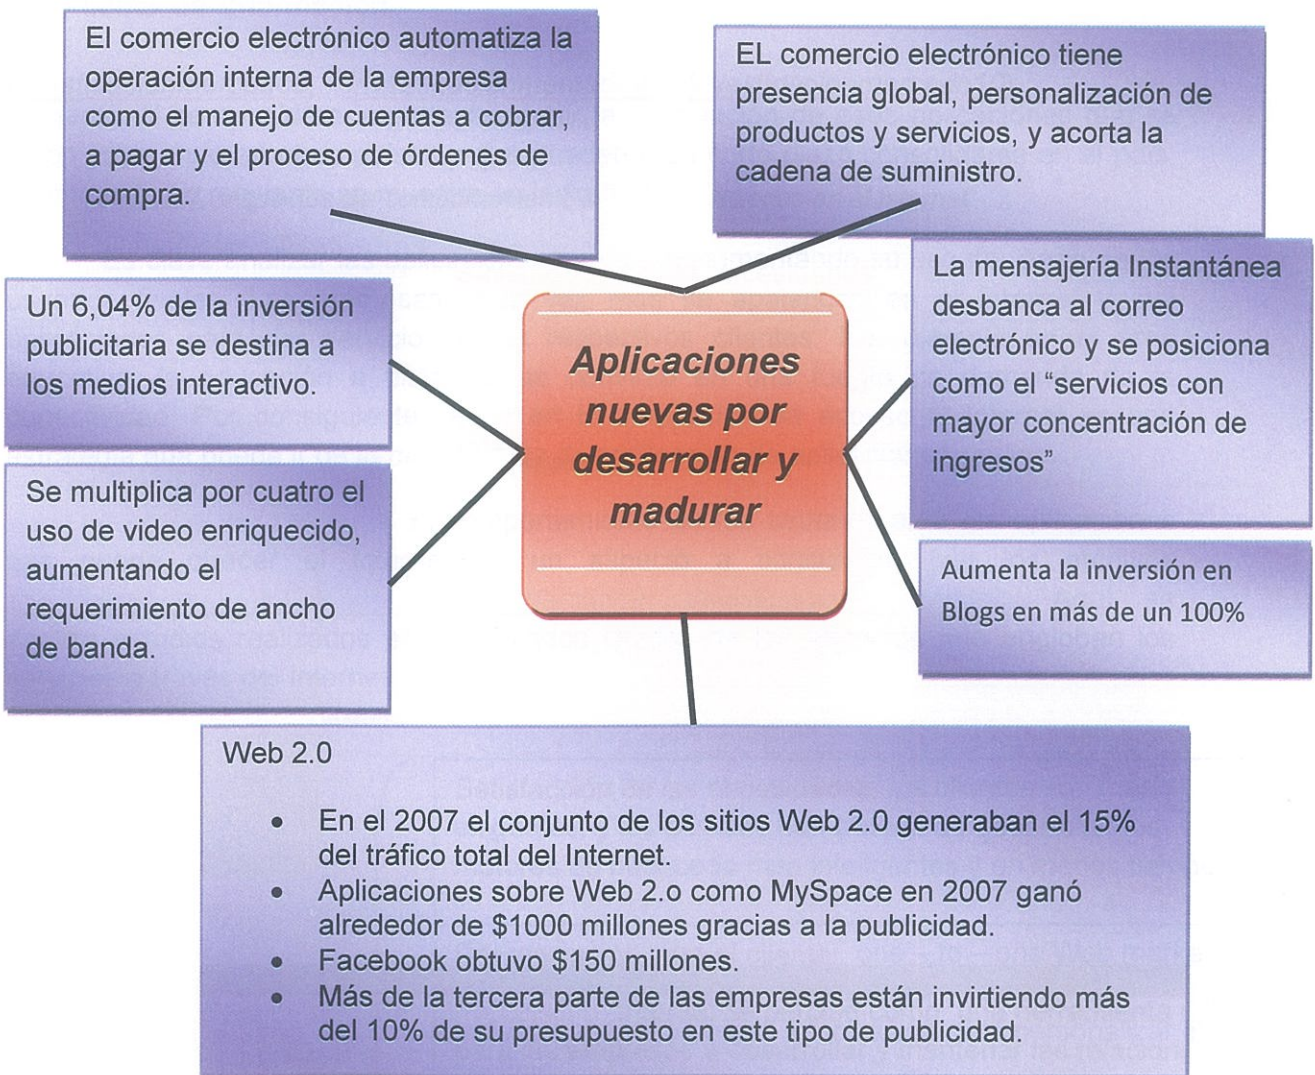 El comercio electrónico automatiza la
operación interna de la empresa
como el manejo de cuentas a cobrar,
a pagar y el proceso de órdenes de
compra.
EL comercio electrónico tiene
presencia global, personalización de
productos y servicios, y acorta la
cadena de suministro.
Un 6,04% de la inversión
publicitaria se destina a
los medios interactivo.
Aplicaciones
nuevas por
desarrollar y
madurar
La mensajería Instantánea
desbanca al correo
electrónico y se posiciona
como el “servicios con
mayor concentración de
ingresos”
Se multiplica por cuatro el
uso de video enriquecido,
aumentando el
requerimiento de ancho
de banda.
Aumenta la inversión en
Blogs en más de un 100%
Web 2.0
• En el 2007 el conjunto de los sitios Web 2.0 generaban el 15%
del tráfico total del Internet.
• Aplicaciones sobre Web 2.o como MySpace en 2007 ganó
alrededor de $1000 millones gracias a la publicidad.
• Facebook obtuvo $150 millones.
• Más de la tercera parte de las empresas están invirtiendo más
del 10% de su presupuesto en este tipo de publicidad.